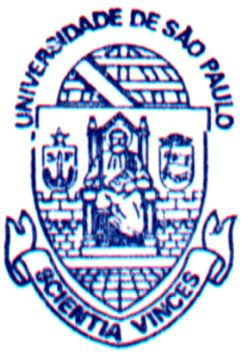 UNIVERSIDADE DE SÃO PAULO
SCIENTIA VINCES